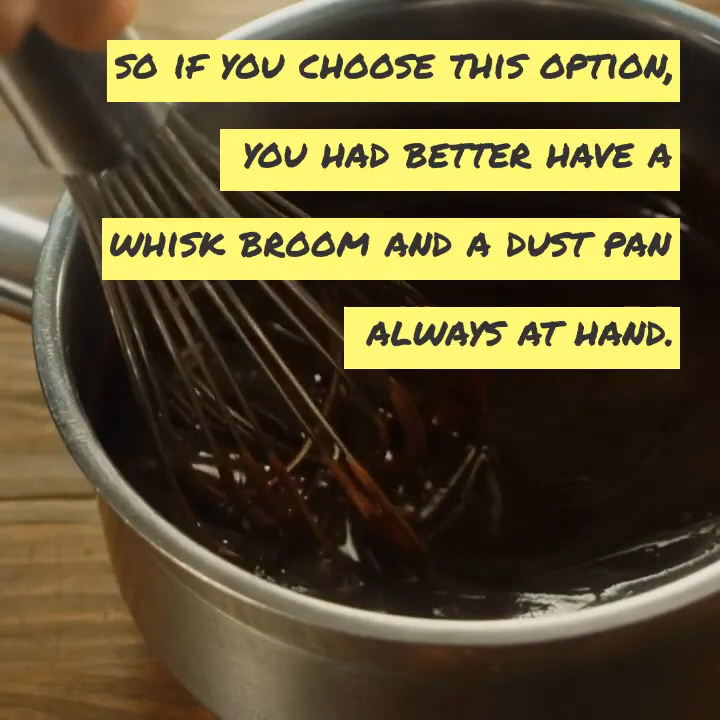 SO IF YOU CHOOSE THIS OPTION,
YOU HAD BETTER HAVE A
WHISK BROOM AND A DUST PAN
ALWAYS AT HAND.